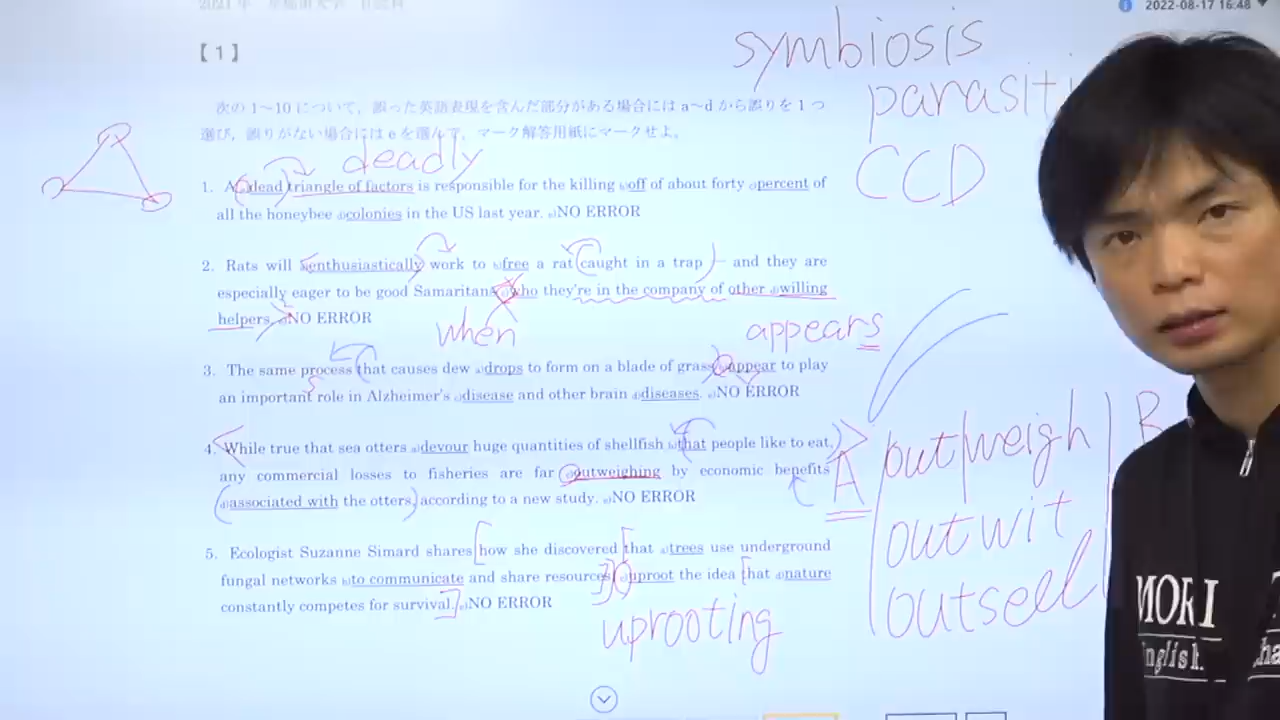 2021年 早稲田大学 2022-08-17 16:48
【1】
symbiosis
次の1～10について，誤った英語表現を含んだ部分がある場合にはa～dから誤りを1つ
選び，誤りがない場合にはeを選んで，マーク解答用紙にマークせよ。
deadly
CCD
1. A dead triangle of factors is responsible for the killing b)off of about forty c)percent of
all the honeybee d)colonies in the US last year. e)NO ERROR
2. Rats will a)enthusiastically work to b)free a rat caught in a trap — and they are
especially eager to be good Samaritans c)who they're in the company of other d)willing
helpers. e)NO ERROR
when
appears
3. The same process that causes dew a)drops to form on a blade of grass b)appear to play
an important role in Alzheimer's c)disease and other brain d)diseases. e)NO ERROR
4. While true that sea otters a)devour huge quantities of shellfish b)that people like to eat,
any commercial losses to fisheries are far c)outweighing by economic benefits
d)associated with the otters, according to a new study. e)NO ERROR
A outweigh B
outwit
outsell
5. Ecologist Suzanne Simard shares how she discovered that a)trees use underground
fungal networks b)to communicate and share resources, c)uproot the idea that d)nature
constantly competes for survival. e)NO ERROR
uprooting
MORI